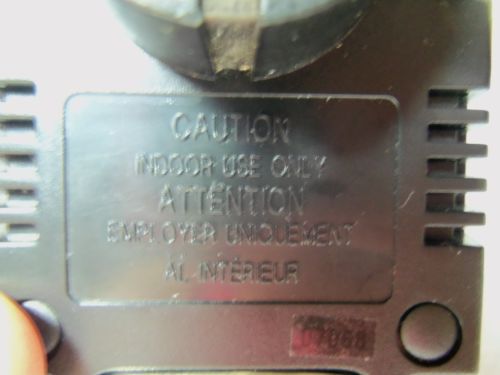 CAUTION
INDOOR USE ONLY
ATTENTION
EMPLOYER UNIQUEMENT
AL INTÉRIEUR